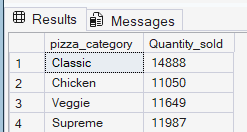 Results Messages
pizza_category Quantity_sold
1 Classic 14888
2 Chicken 11050
3 Veggie 11649
4 Supreme 11987